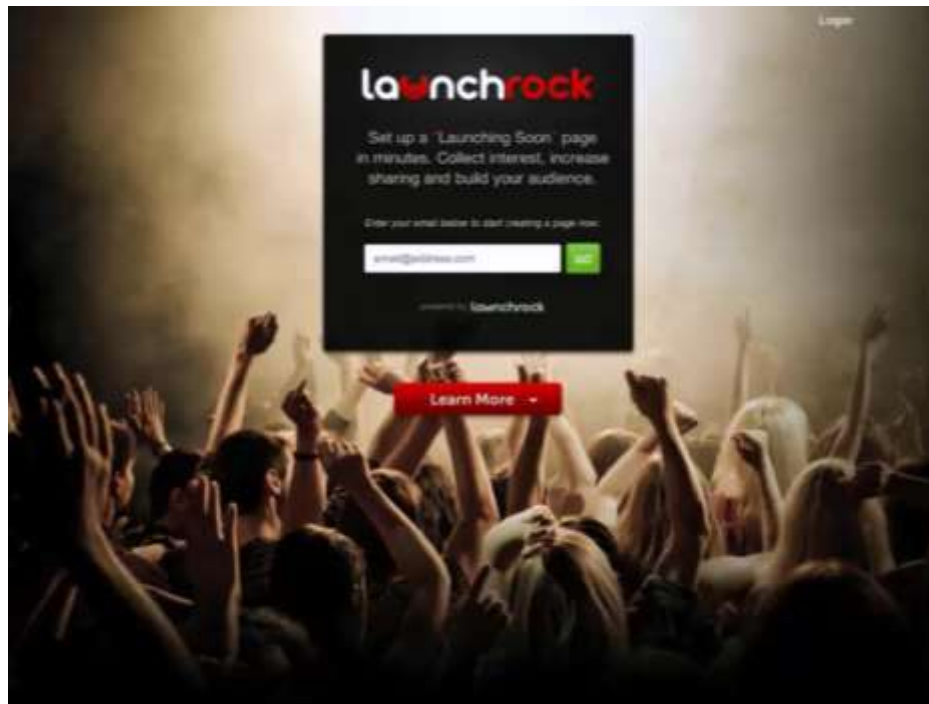 Login
launchrock
Set up a "Launching Soon" page
in minutes. Collect interest, increase
sharing and build your audience.
Enter your email below to start creating a page now
email@address.com
powered by launchrock
Learn More